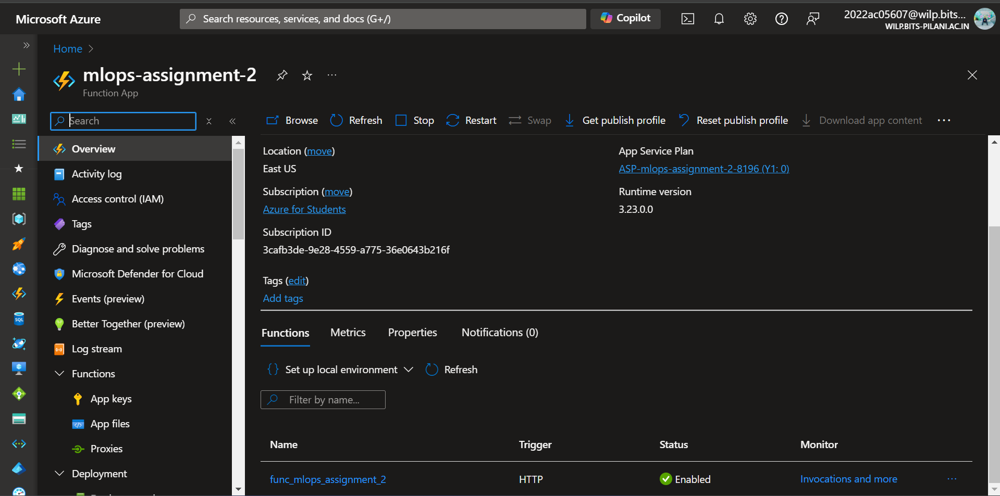 Microsoft Azure
Search resources, services, and docs (G+/)
Copilot
2022ac05607@wilp.bits...
WILP.BITS-PILANI.AC.IN
Home
mlops-assignment-2
Function App
Search
Overview
Activity log
Access control (IAM)
Tags
Diagnose and solve problems
Microsoft Defender for Cloud
Events (preview)
Better Together (preview)
Log stream
Functions
App keys
App files
Proxies
Deployment
Browse
Refresh
Stop
Restart
Swap
Get publish profile
Reset publish profile
Download app content
Location (move)
East US
Subscription (move)
Azure for Students
Subscription ID
3cafb3de-9e28-4559-a775-36e0643b216f
Tags (edit)
Add tags
App Service Plan
ASP-mlops-assignment-2-8196 (Y1: 0)
Runtime version
3.23.0.0
Functions
Metrics
Properties
Notifications (0)
Set up local environment
Refresh
Filter by name...
Name Trigger Status Monitor
func_mlops_assignment_2 HTTP Enabled Invocations and more